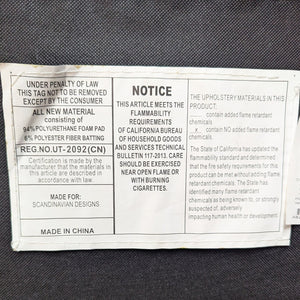 UNDER PENALTY OF LAW
THIS TAG NOT TO BE REMOVED
EXCEPT BY THE CONSUMER
ALL NEW MATERIAL
consisting of
94% POLYURETHANE FOAM PAD
6% POLYESTER FIBER BATTING
REG.NO.UT-2092(CN)
Certification is made by the
manufacturer that the materials in
this article are described in
accordance with law.
MADE FOR:
SCANDINAVIAN DESIGNS
MADE IN CHINA
NOTICE
THIS ARTICLE MEETS THE
FLAMMABILITY
REQUIREMENTS
OF CALIFORNIA BUREAU
OF HOUSEHOLD GOODS
AND SERVICES TECHNICAL
BULLETIN 117-2013. CARE
SHOULD BE EXERCISED
NEAR OPEN FLAME OR
WITH BURNING
CIGARETTES.
THE UPHOLSTERY MATERIALS IN THIS
PRODUCT:
contain added flame retardant
chemicals
x contain NO added flame retardant
chemicals.
The State of California has updated the
flammability standard and determined
that the fire safety requirements for this
product can be met without adding flame
retardant chemicals. The State has
identified many flame retardant
chemicals as being known to, or strongly
suspected of, adversely
impacting human health or development.